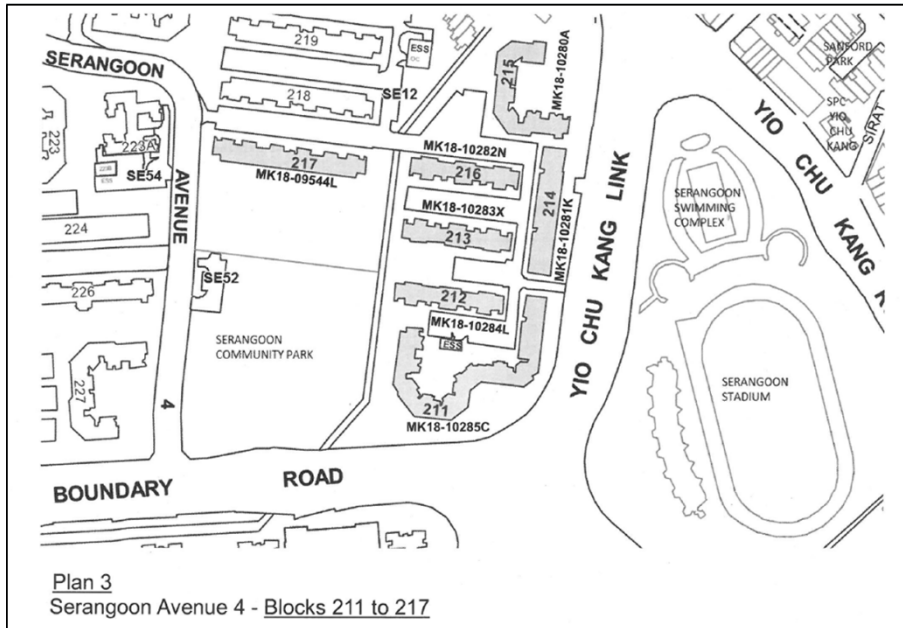 219
ESS
SERANGOON
218
SE12
215
MK18-10280A
SANFORD
PARK
SPC
YIO
CHU
KANG
SIRAT
223
223A
SE54
AVENUE
217
MK18-09544L
MK18-10282N
216
MK18-10283X
213
214
MK18-10281K
YIO CHU KANG LINK
SERANGOON
SWIMMING
COMPLEX
YIO CHU KANG R
224
SE52
226
212
MK18-10284L
ESS
SERANGOON
COMMUNITY PARK
227
4
211
MK18-10285C
SERANGOON
STADIUM
BOUNDARY ROAD
Plan 3
Serangoon Avenue 4 - Blocks 211 to 217